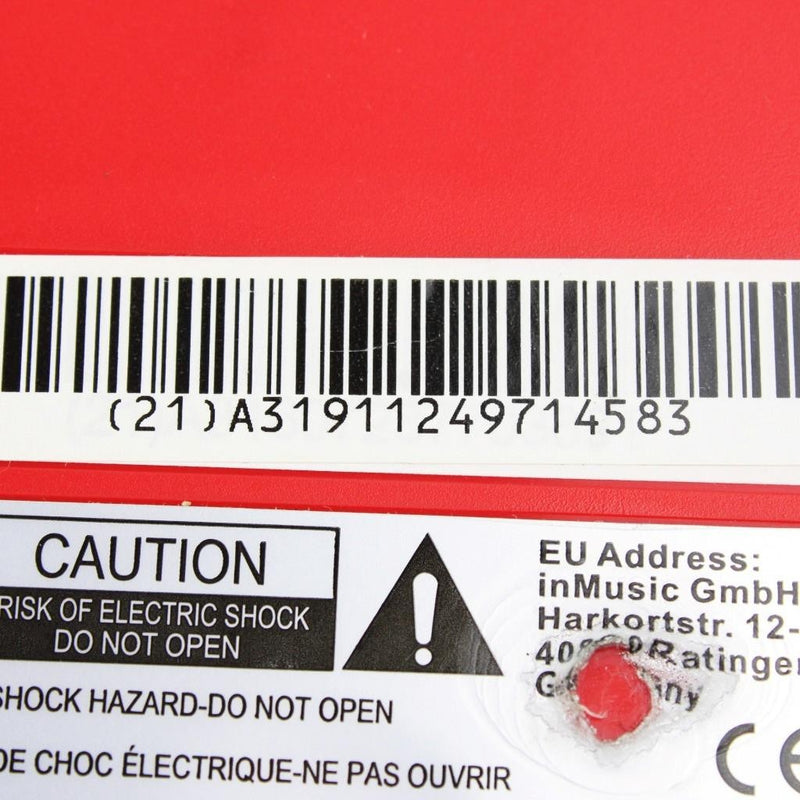 (21)A31911249714583
CAUTION
RISK OF ELECTRIC SHOCK
DO NOT OPEN
SHOCK HAZARD-DO NOT OPEN
DE CHOC ÉLECTRIQUE-NE PAS OUVRIR
EU Address:
inMusic GmbH
Harkortstr. 12-
Ratingen
CE